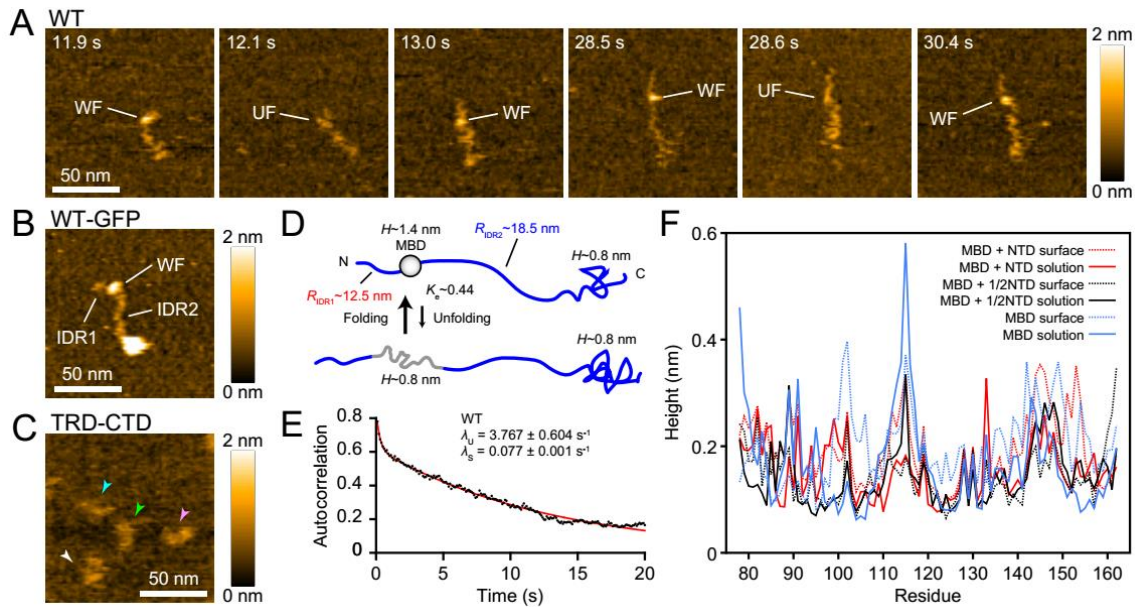 A WT
11.9 s
12.1 s
13.0 s
28.5 s
28.6 s
30.4 s
2 nm
WF
UF
WF
WF
UF
WF
50 nm
0 nm
B WT-GFP
2 nm
WF
IDR1
IDR2
50 nm
0 nm
C TRD-CTD
2 nm
50 nm
0 nm
D
H~1.4 nm
MBD
R_IDR2~18.5 nm
N
H~0.8 nm
C
R_IDR1~12.5 nm
K_e~0.44
Folding
Unfolding
H~0.8 nm
H~0.8 nm
E
WT
λ_U = 3.767 ± 0.604 s⁻¹
λ_S = 0.077 ± 0.001 s⁻¹
Autocorrelation
0.8
0.6
0.4
0.2
0
0 5 10 15 20
Time (s)
F
MBD + NTD surface
MBD + NTD solution
MBD + 1/2NTD surface
MBD + 1/2NTD solution
MBD surface
MBD solution
Height (nm)
0.6
0.4
0.2
0
80 90 100 110 120 130 140 150 160
Residue